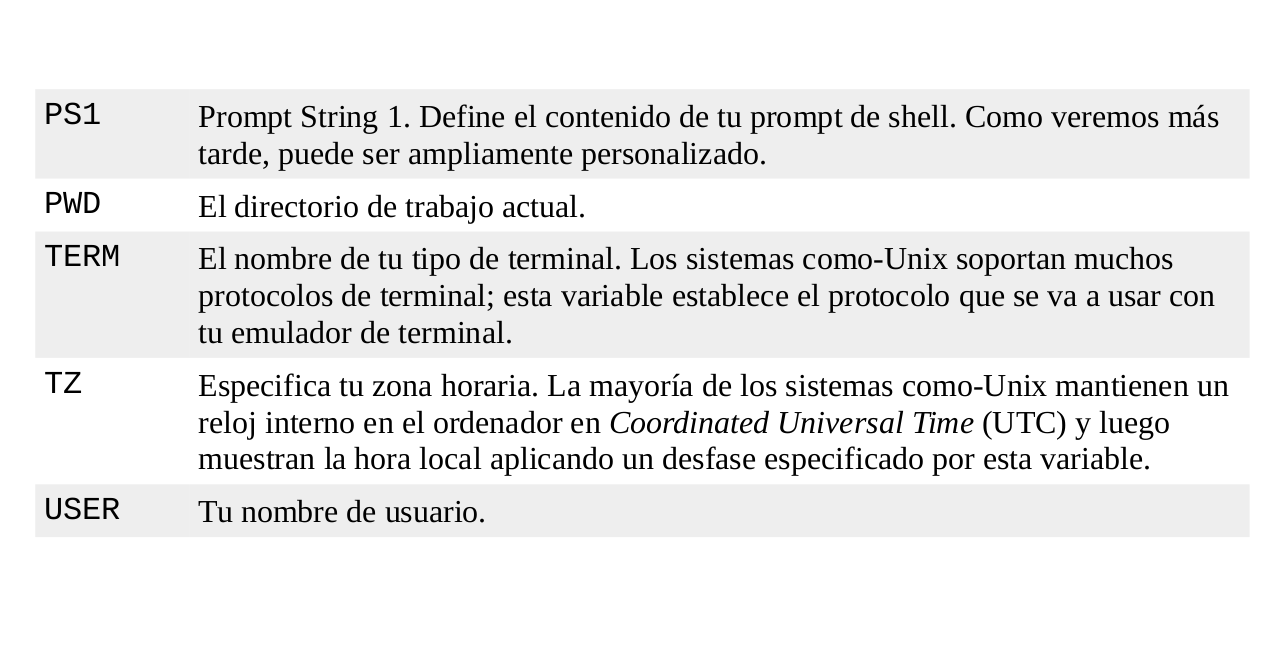 PS1 Prompt String 1. Define el contenido de tu prompt de shell. Como veremos más
tarde, puede ser ampliamente personalizado.
PWD El directorio de trabajo actual.
TERM El nombre de tu tipo de terminal. Los sistemas como-Unix soportan muchos
protocolos de terminal; esta variable establece el protocolo que se va a usar con
tu emulador de terminal.
TZ Especifica tu zona horaria. La mayoría de los sistemas como-Unix mantienen un
reloj interno en el ordenador en Coordinated Universal Time (UTC) y luego
muestran la hora local aplicando un desfase especificado por esta variable.
USER Tu nombre de usuario.